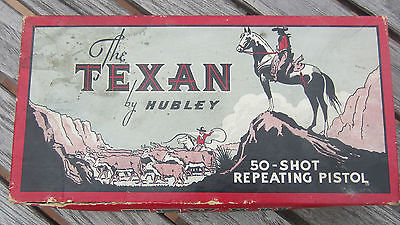 The
TEXAN
by HUBLEY
50-SHOT
REPEATING PISTOL